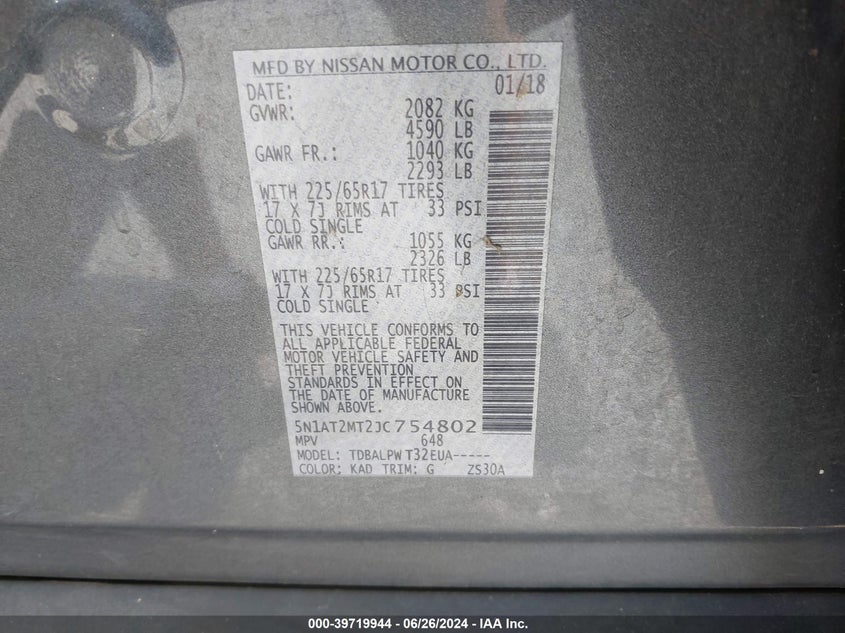 MFD BY NISSAN MOTOR CO., LTD.
DATE: 01/18
GVWR: 2082 KG
4590 LB
GAWR FR.: 1040 KG
2293 LB
WITH 225/65R17 TIRES
17 X 7J RIMS AT 33 PSI
COLD SINGLE
GAWR RR.: 1055 KG
2326 LB
WITH 225/65R17 TIRES
17 X 7J RIMS AT 33 PSI
COLD SINGLE
THIS VEHICLE CONFORMS TO
ALL APPLICABLE FEDERAL
MOTOR VEHICLE SAFETY AND
THEFT PREVENTION
STANDARDS IN EFFECT ON
THE DATE OF MANUFACTURE
SHOWN ABOVE.
5N1AT2MT2JC754802
MPV 648
MODEL: TDBALPW T32EUA-----
COLOR: KAD TRIM: G ZS30A
000-39719944 - 06/26/2024 - IAA Inc.